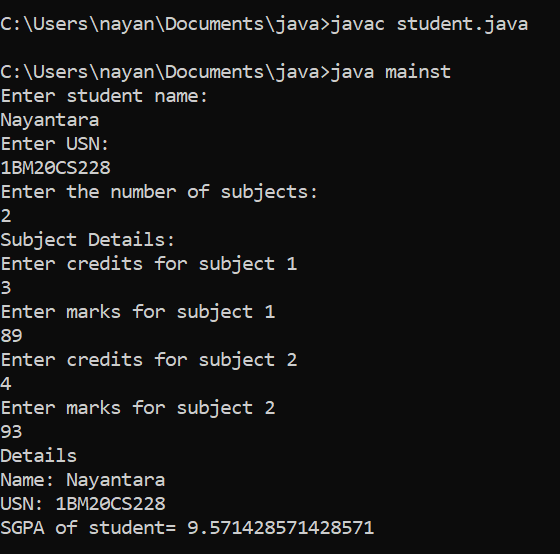 C:\Users\nayan\Documents\java>javac student.java
C:\Users\nayan\Documents\java>java mainst
Enter student name:
Nayantara
Enter USN:
1BM20CS228
Enter the number of subjects:
2
Subject Details:
Enter credits for subject 1
3
Enter marks for subject 1
89
Enter credits for subject 2
4
Enter marks for subject 2
93
Details
Name: Nayantara
USN: 1BM20CS228
SGPA of student= 9.571428571428571